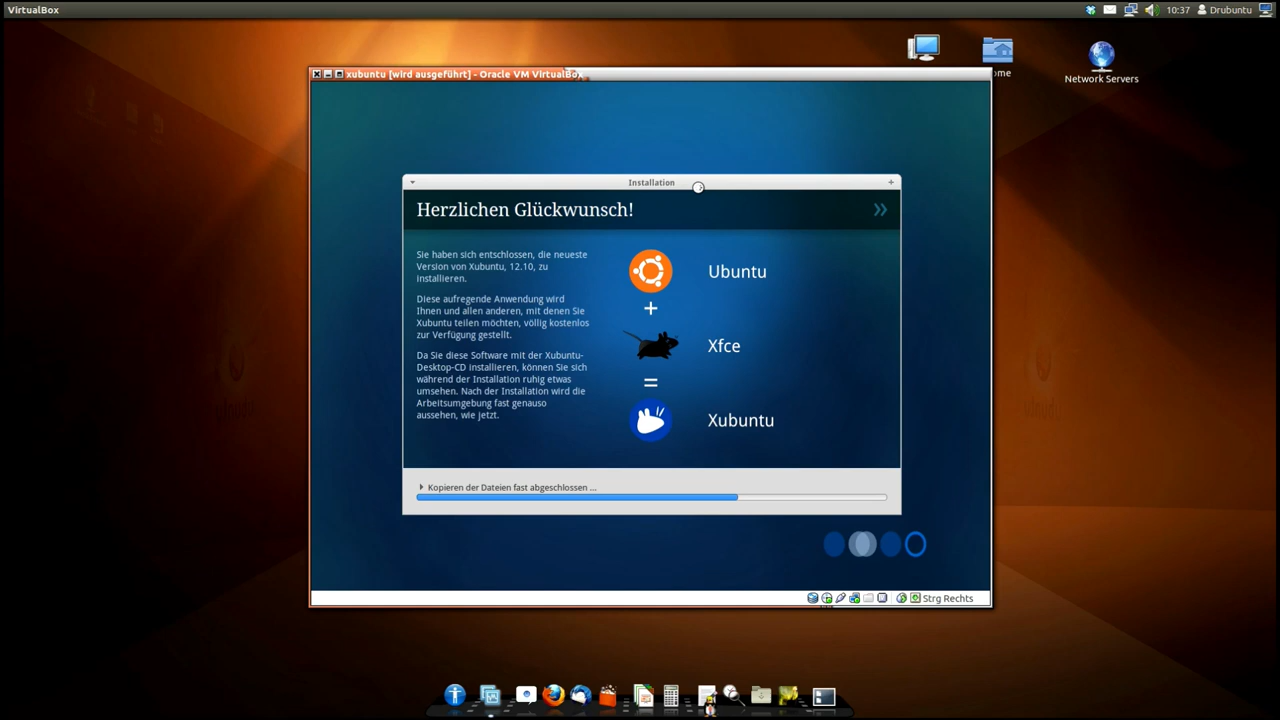 VirtualBox
10:37 Drubuntu
ome
Network Servers
xubuntu [wird ausgeführt] - Oracle VM VirtualBox
Installation
Herzlichen Glückwunsch!
Sie haben sich entschlossen, die neueste
Version von Xubuntu, 12.10, zu
installieren.
Diese aufregende Anwendung wird
Ihnen und allen anderen, mit denen Sie
Xubuntu teilen möchten, völlig kostenlos
zur Verfügung gestellt.
Da Sie diese Software mit der Xubuntu-
Desktop-CD installieren, können Sie sich
während der Installation ruhig etwas
umsehen. Nach der Installation wird die
Arbeitsumgebung fast genauso
aussehen, wie jetzt.
Ubuntu
+
Xfce
=
Xubuntu
Kopieren der Dateien fast abgeschlossen ...
Strg Rechts